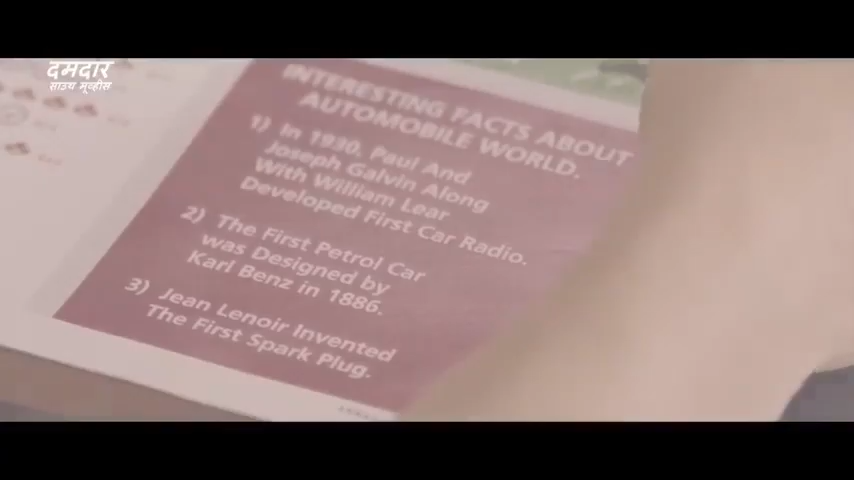 दमदार
साउथ मूव्हीस
INTERESTING FACTS ABOUT
AUTOMOBILE WORLD.
1) In 1930, Paul And
Joseph Galvin Along
With William Lear
Developed First Car Radio.
2) The First Petrol Car
was Designed by
Karl Benz in 1886.
3) Jean Lenoir Invented
The First Spark Plug.